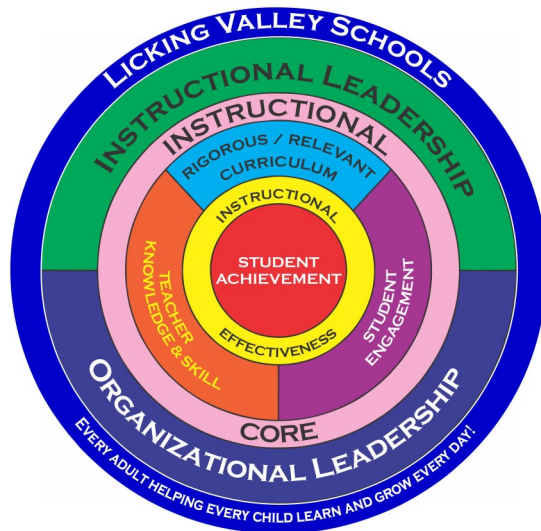 LICKING VALLEY SCHOOLS
INSTRUCTIONAL LEADERSHIP
INSTRUCTIONAL
RIGOROUS / RELEVANT
CURRICULUM
INSTRUCTIONAL
STUDENT
ACHIEVEMENT
TEACHER
KNOWLEDGE & SKILL
STUDENT
ENGAGEMENT
EFFECTIVENESS
CORE
ORGANIZATIONAL LEADERSHIP
EVERY ADULT HELPING EVERY CHILD LEARN AND GROW EVERY DAY!